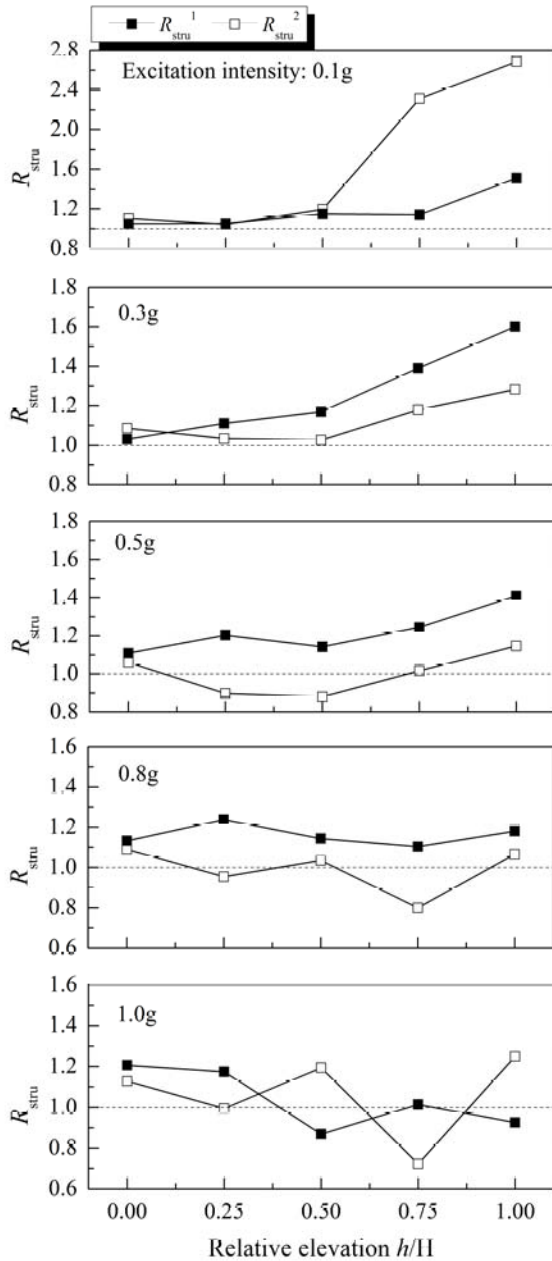 R_stru^1 R_stru^2
Excitation intensity: 0.1g
2.8
2.4
2.0
1.6
1.2
0.8
R_stru
0.3g
1.8
1.6
1.4
1.2
1.0
0.8
R_stru
0.5g
1.8
1.6
1.4
1.2
1.0
0.8
R_stru
0.8g
1.6
1.4
1.2
1.0
0.8
0.6
R_stru
1.0g
1.6
1.4
1.2
1.0
0.8
0.6
R_stru
0.00 0.25 0.50 0.75 1.00
Relative elevation h/H